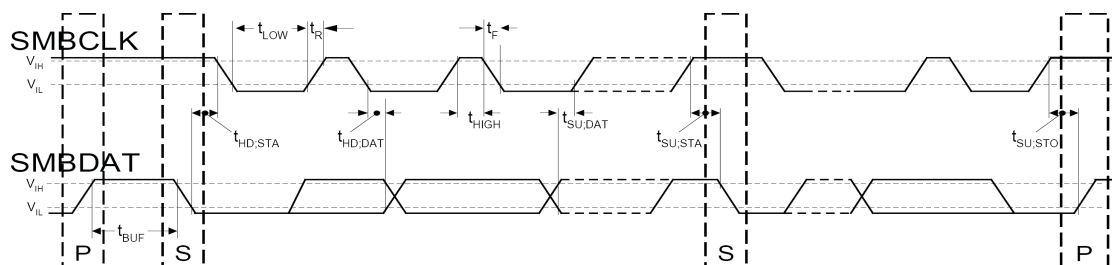 tLOW tR tF
SMBCLK
VIH
VIL
tHD;STA tHD;DAT tHIGH tSU;DAT tSU;STA tSU;STO
SMBDAT
VIH
VIL
tBUF
P S S P